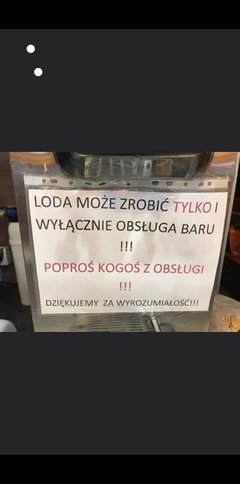 LODA MOŻE ZROBIĆ TYLKO I
WYŁĄCZNIE OBSŁUGA BARU
!!!
POPROŚ KOGOŚ Z OBSŁUGI
!!!
DZIĘKUJEMY ZA WYROZUMIAŁOŚĆ!!!